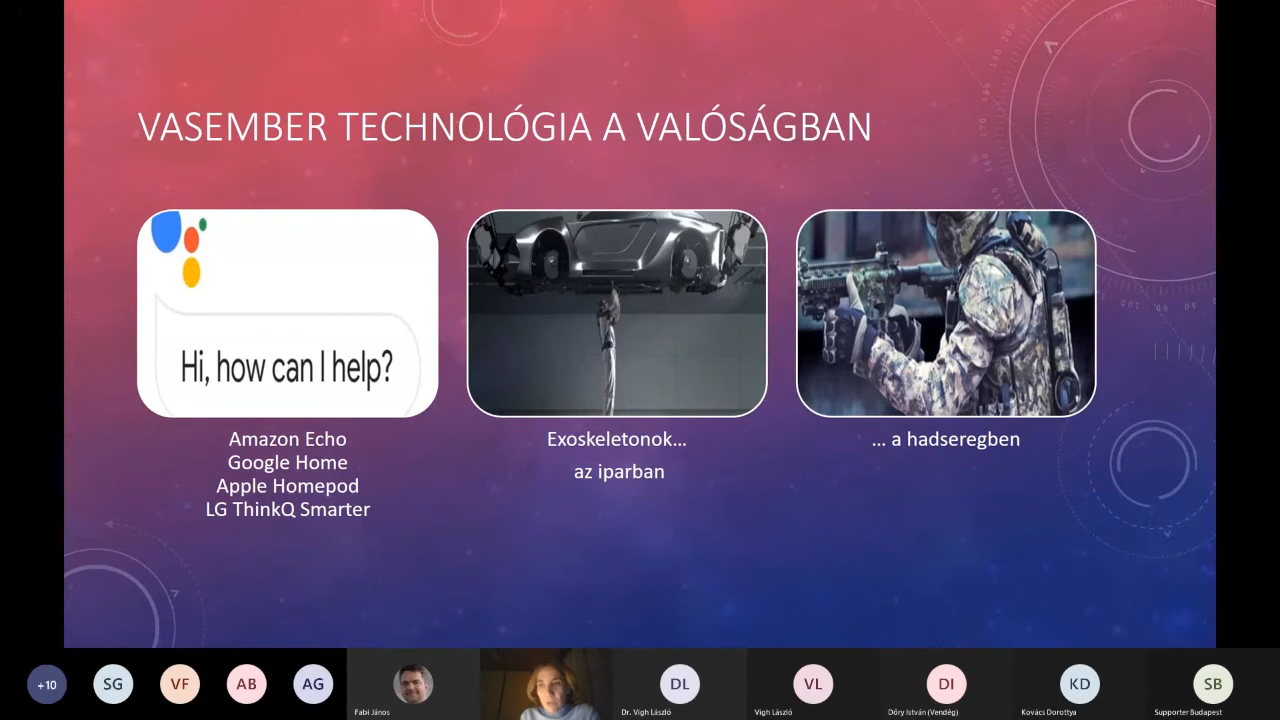 VASEMBER TECHNOLÓGIA A VALÓSÁGBAN
Hi, how can I help?
Amazon Echo
Google Home
Apple Homepod
LG ThinkQ Smarter
Exoskeletonok...
az iparban
... a hadseregben
+10
SG
VF
AB
AG
Fabi János
DL
Dr. Vigh László
VL
Vigh László
DI
Dőry István (Vendég)
KD
Kovács Dorottya
SB
Supporter Budapest